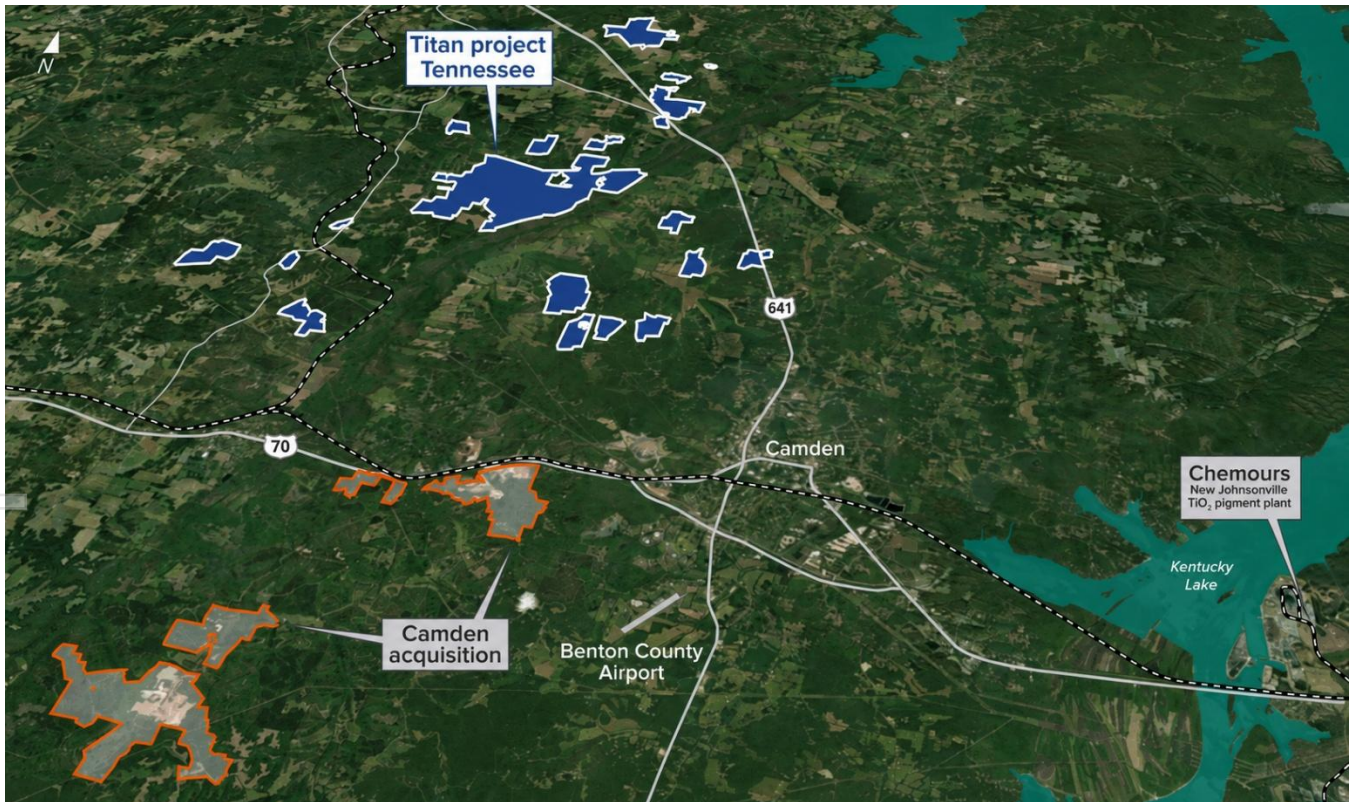 N
Titan project
Tennessee
641
70
Camden
Chemours
New Johnsonville
TiO₂ pigment plant
Kentucky
Lake
Camden
acquisition
Benton County
Airport